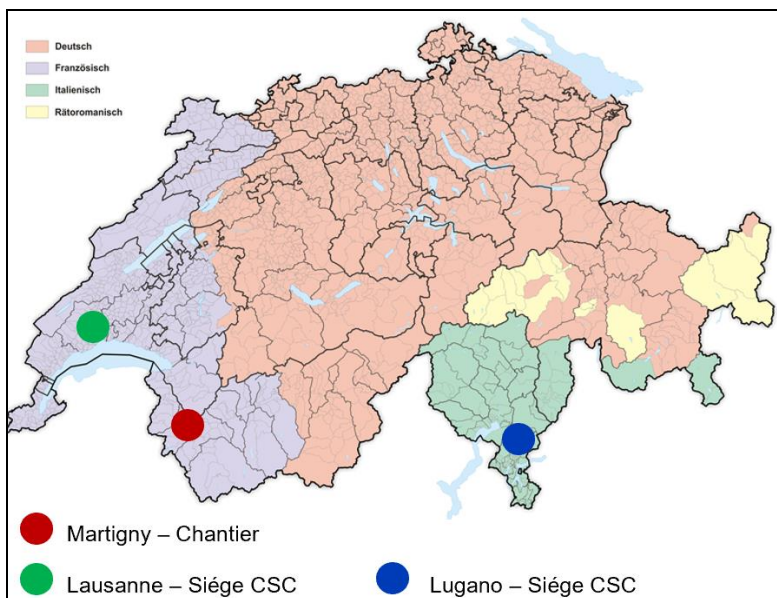 Deutsch
Französisch
Italienisch
Rätoromanisch
Martigny – Chantier
Lausanne – Siége CSC
Lugano – Siége CSC